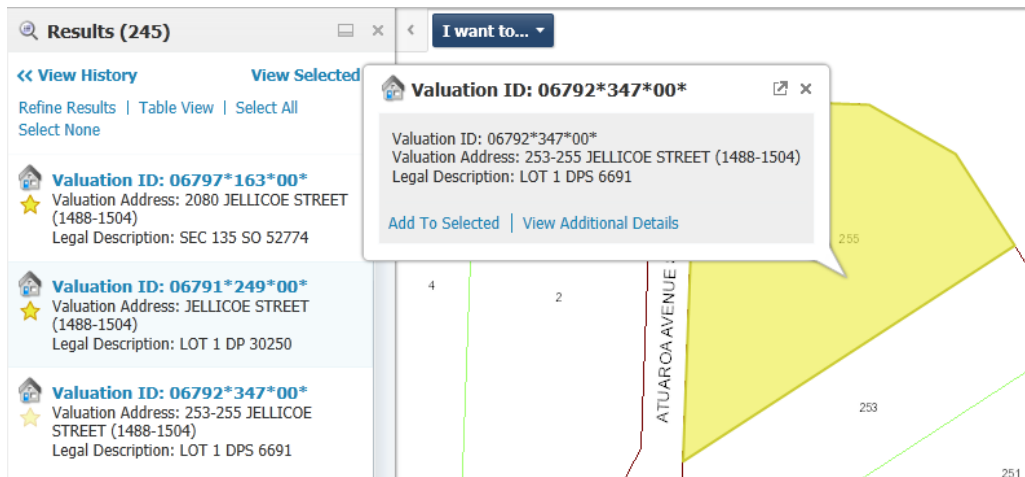 Results (245)
<< View History View Selected
Refine Results | Table View | Select All
Select None
Valuation ID: 06797*163*00*
Valuation Address: 2080 JELLICOE STREET
(1488-1504)
Legal Description: SEC 135 SO 52774
Valuation ID: 06791*249*00*
Valuation Address: JELLICOE STREET
(1488-1504)
Legal Description: LOT 1 DP 30250
Valuation ID: 06792*347*00*
Valuation Address: 253-255 JELLICOE
STREET (1488-1504)
Legal Description: LOT 1 DPS 6691
I want to...
Valuation ID: 06792*347*00*
Valuation ID: 06792*347*00*
Valuation Address: 253-255 JELLICOE STREET (1488-1504)
Legal Description: LOT 1 DPS 6691
Add To Selected | View Additional Details
255
4
2
ATUAROA AVENUE
253
251